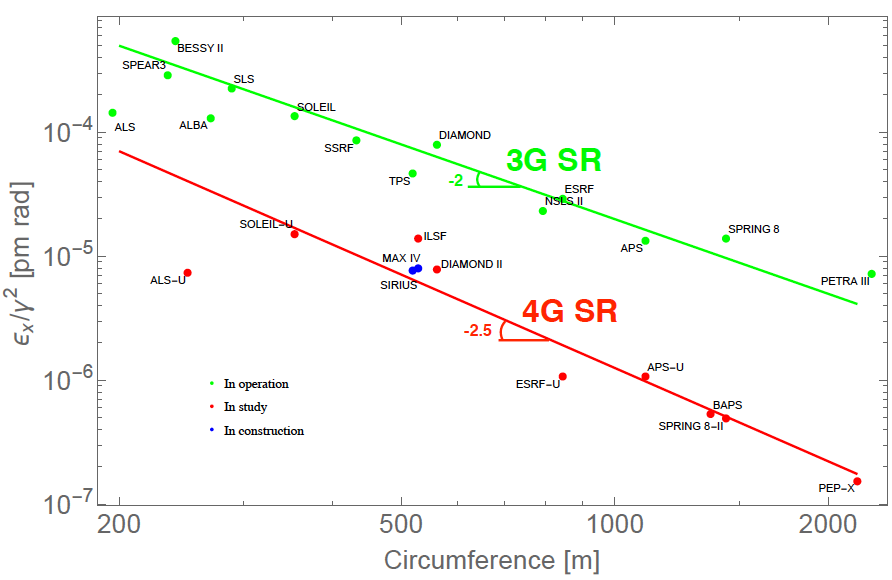 BESSY II
SPEAR3
SLS
SOLEIL
ALS
ALBA
10⁻⁴
SSRF
DIAMOND
3G SR
TPS
-2
ESRF
NSLS II
SOLEIL-U
ILSF
APS
SPRING 8
10⁻⁵
MAX IV
DIAMOND II
ALS-U
SIRIUS
PETRA III
4G SR
-2.5
ϵₓ/γ² [pm rad]
10⁻⁶
In operation
In study
In construction
ESRF-U
APS-U
BAPS
SPRING 8-II
PEP-X
10⁻⁷
200 500 1000 2000
Circumference [m]